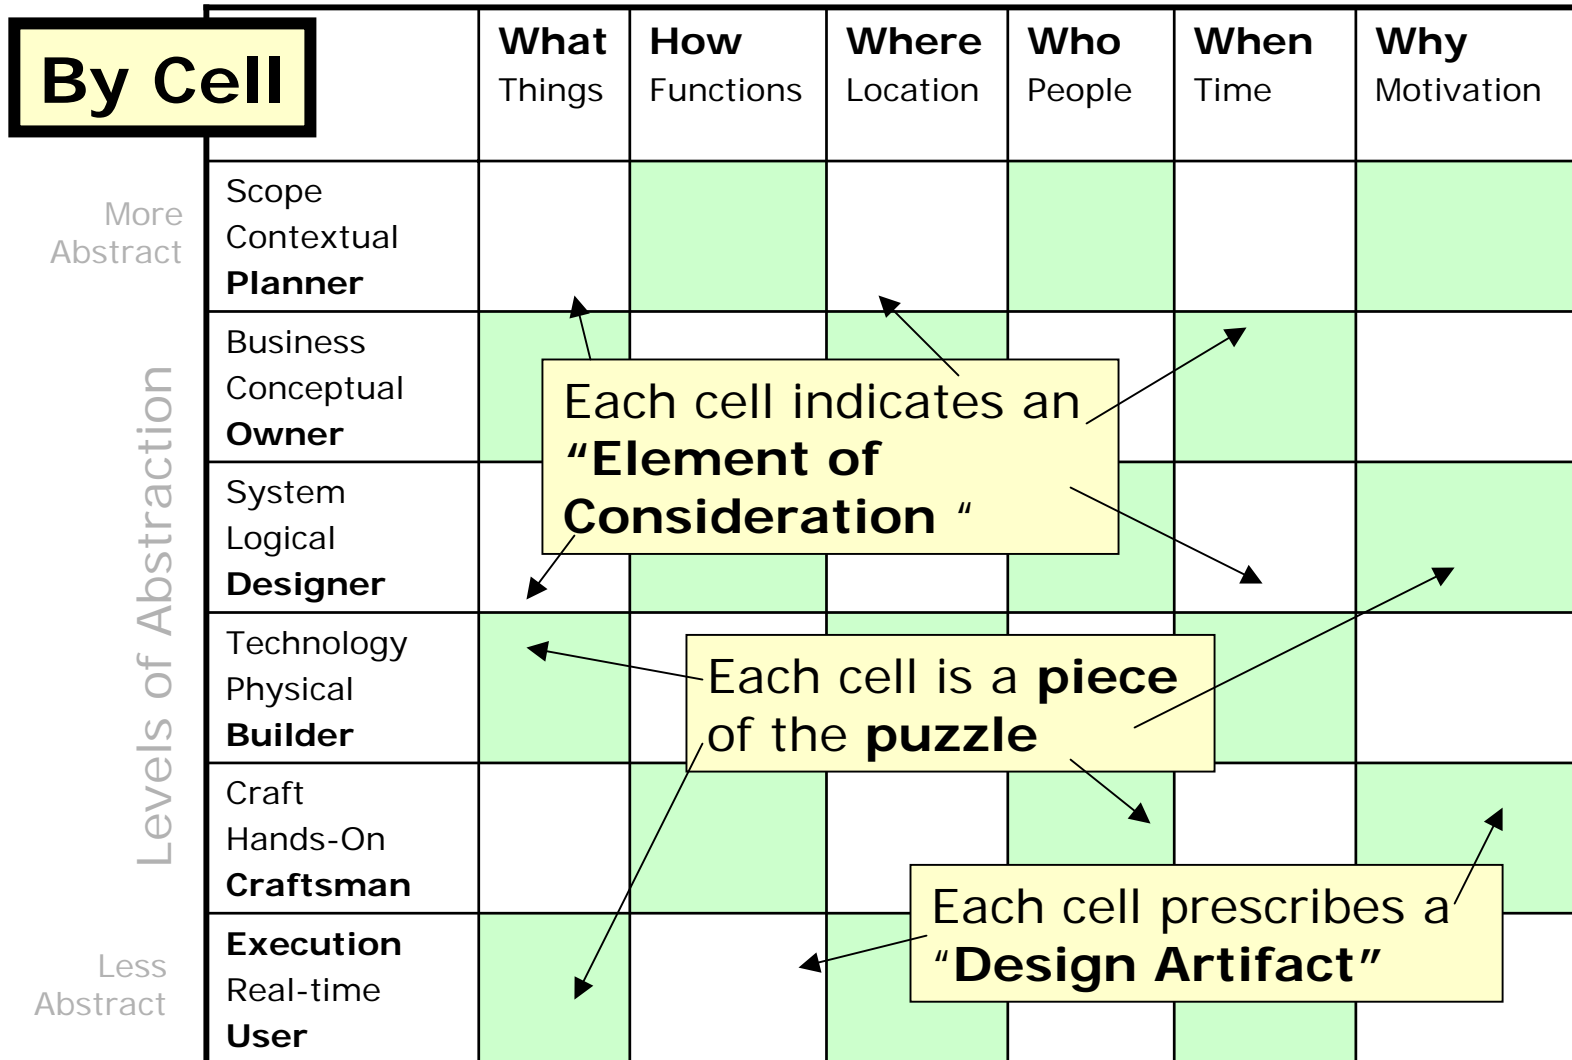 By Cell
What
Things
How
Functions
Where
Location
Who
People
When
Time
Why
Motivation
More
Abstract
Levels of Abstraction
Less
Abstract
Scope
Contextual
Planner
Business
Conceptual
Owner
System
Logical
Designer
Technology
Physical
Builder
Craft
Hands-On
Craftsman
Execution
Real-time
User
Each cell indicates an
“Element of
Consideration “
Each cell is a piece
of the puzzle
Each cell prescribes a
“Design Artifact”